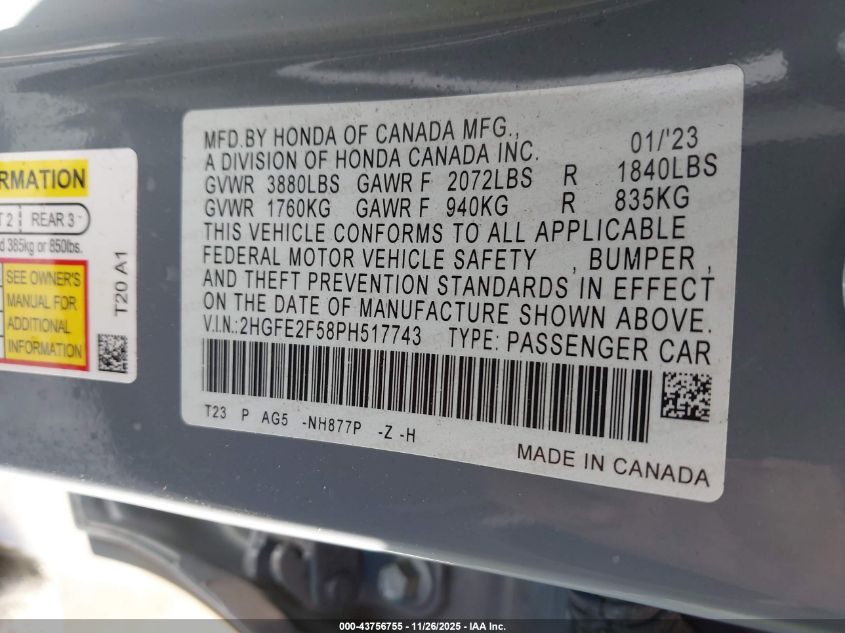 RMATION
T 2 REAR 3
d 385kg or 850lbs.
SEE OWNER'S
MANUAL FOR
ADDITIONAL
INFORMATION
T20 A1
MFD.BY HONDA OF CANADA MFG., 01/'23
A DIVISION OF HONDA CANADA INC.
GVWR 3880LBS GAWR F 2072LBS R 1840LBS
GVWR 1760KG GAWR F 940KG R 835KG
THIS VEHICLE CONFORMS TO ALL APPLICABLE
FEDERAL MOTOR VEHICLE SAFETY , BUMPER ,
AND THEFT PREVENTION STANDARDS IN EFFECT
ON THE DATE OF MANUFACTURE SHOWN ABOVE.
V.I.N.:2HGFE2F58PH517743 TYPE: PASSENGER CAR
T23 P AG5 -NH877P -Z -H
MADE IN CANADA
000-43756755 - 11/26/2025 - IAA Inc.